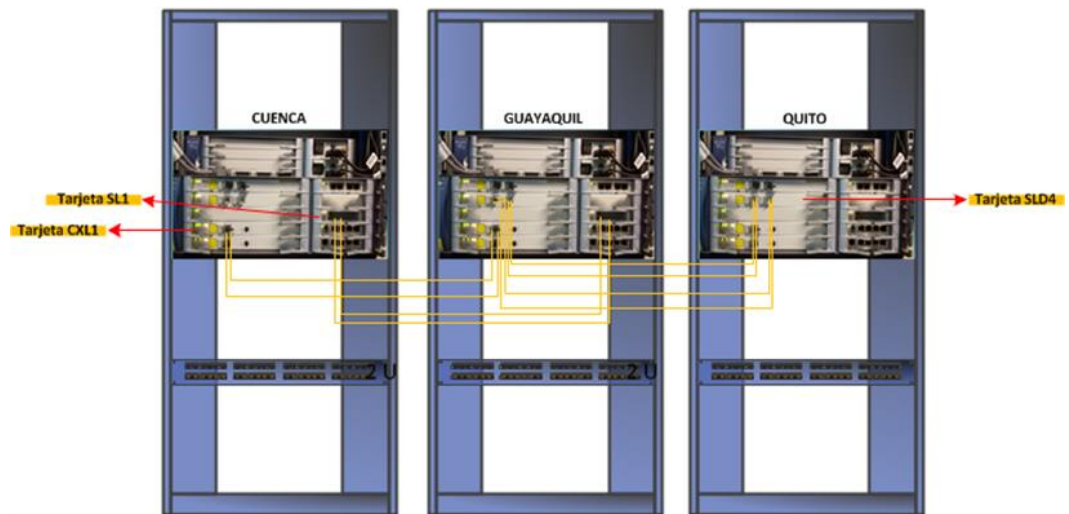 CUENCA
GUAYAQUIL
QUITO
Tarjeta SL1
Tarjeta SLD4
Tarjeta CXL1
2 U
2 U